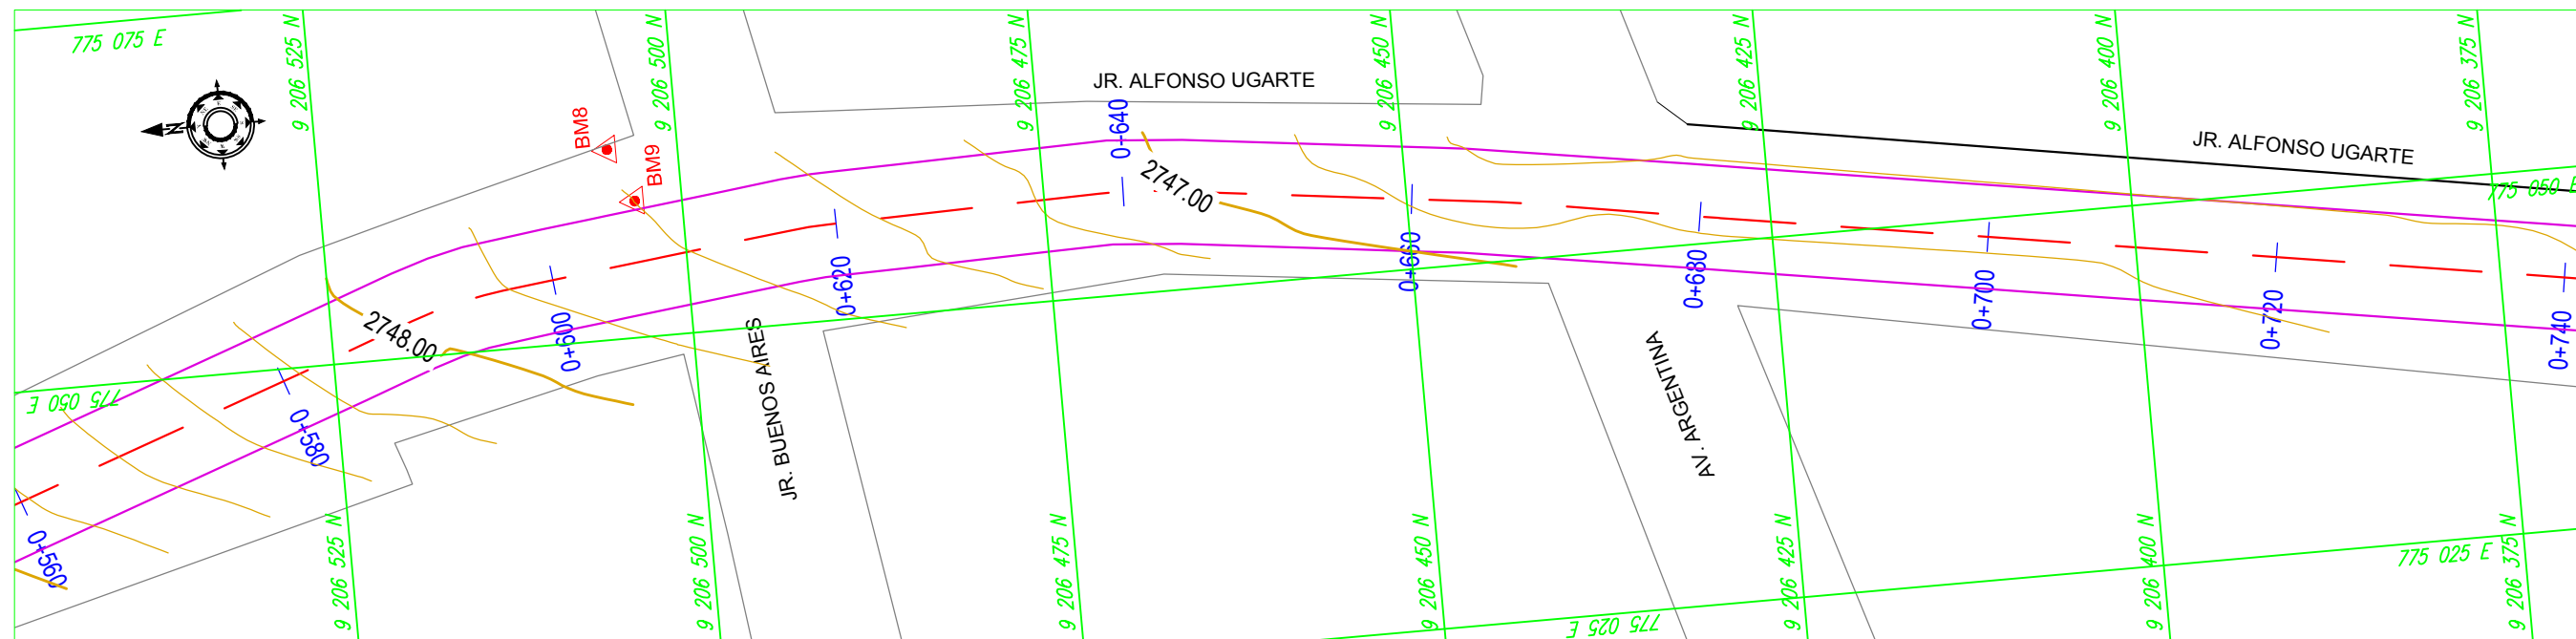 775 075 E
9 206 525 N
9 206 500 N
9 206 475 N
9 206 450 N
9 206 425 N
9 206 400 N
9 206 375 N
N
BM8
BM9
JR. ALFONSO UGARTE
JR. ALFONSO UGARTE
0+640
2747.00
775 050 E
2748.00
0+600
0+620
0+660
0+680
0+700
0+720
0+740
775 050 E
0+580
0+560
JR. BUENOS AIRES
AV. ARGENTINA
9 206 525 N
9 206 500 N
9 206 475 N
9 206 450 N
9 206 425 N
9 206 400 N
9 206 375 N
775 025 E
775 025 E